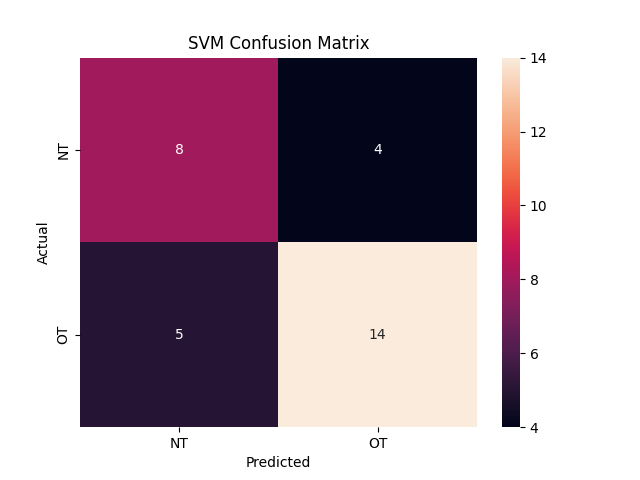 SVM Confusion Matrix
14
12
10
8
6
4
NT
8
4
Actual
OT
5
14
NT
OT
Predicted